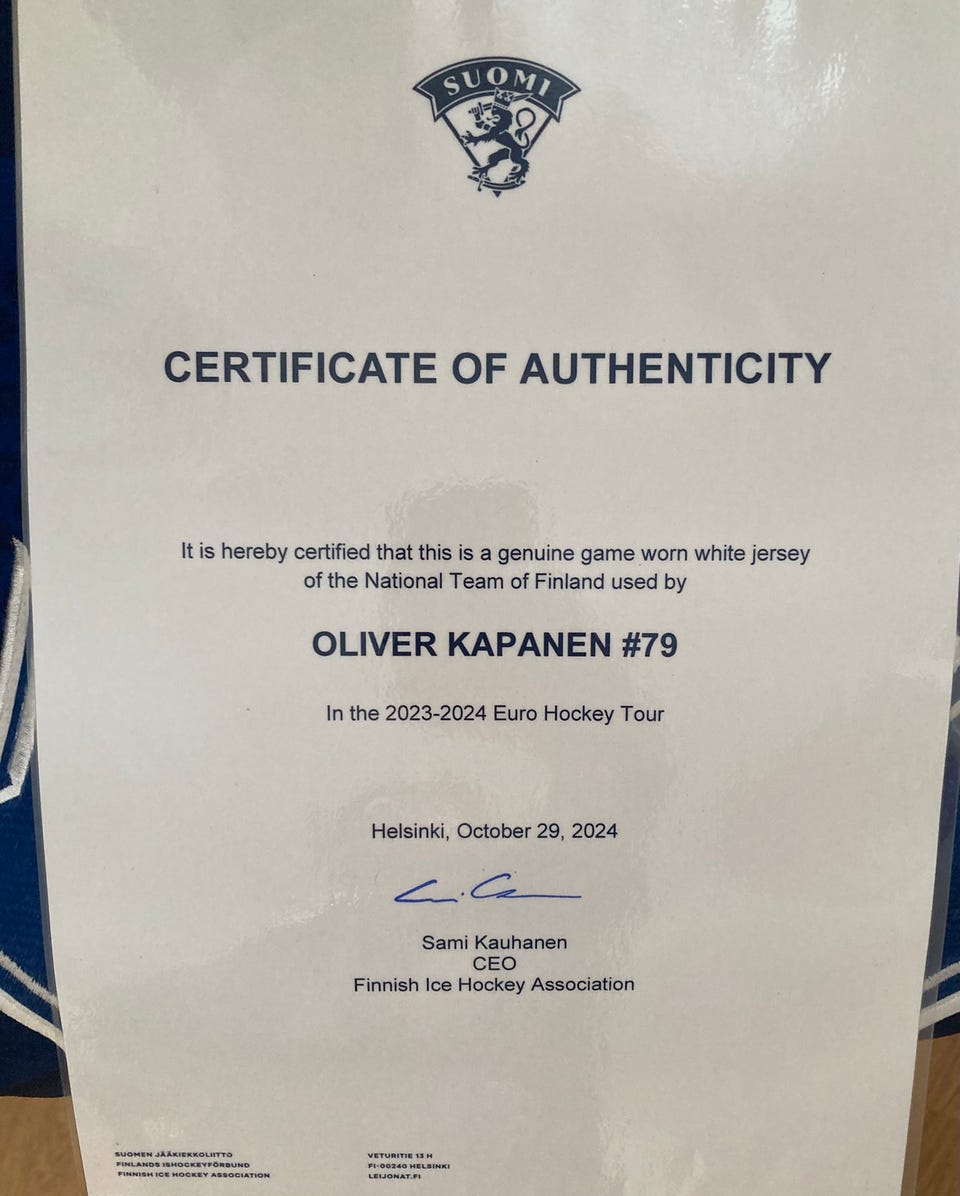 SUOMI
CERTIFICATE OF AUTHENTICITY
It is hereby certified that this is a genuine game worn white jersey
of the National Team of Finland used by
OLIVER KAPANEN #79
In the 2023-2024 Euro Hockey Tour
Helsinki, October 29, 2024
Sami Kauhanen
CEO
Finnish Ice Hockey Association
SUOMEN JÄÄKIEKKOLIITTO
FINLANDS ISHOCKEYFÖRBUND
FINNISH ICE HOCKEY ASSOCIATION
VETURITIE 13 H
FI-00240 HELSINKI
LEIJONAT.FI